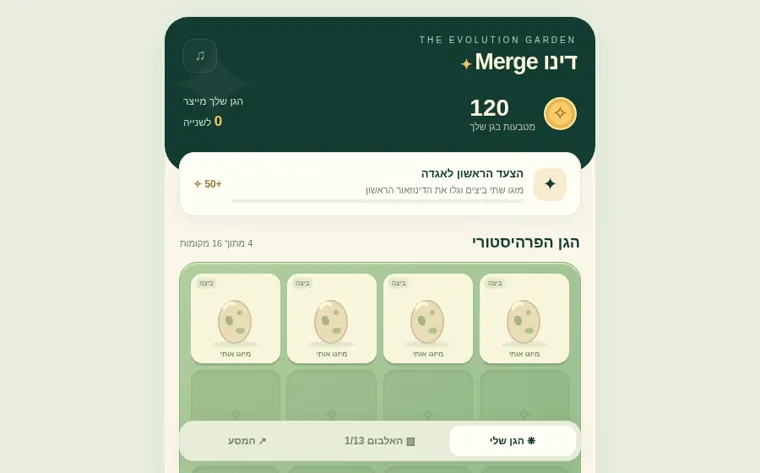 THE EVOLUTION GARDEN
דינו Merge
120
מטבעות בגן שלך
הגן שלך מייצר
0 לשנייה
הצעד הראשון לאגדה
מזגו שתי ביצים וגלו את הדינוזאור הראשון
+50
הגן הפרהיסטורי
4 מתוך 16 מקומות
ביצה
מיזגו אותי
ביצה
מיזגו אותי
ביצה
מיזגו אותי
ביצה
מיזגו אותי
הגן שלי
האלבום 1/13
המסע